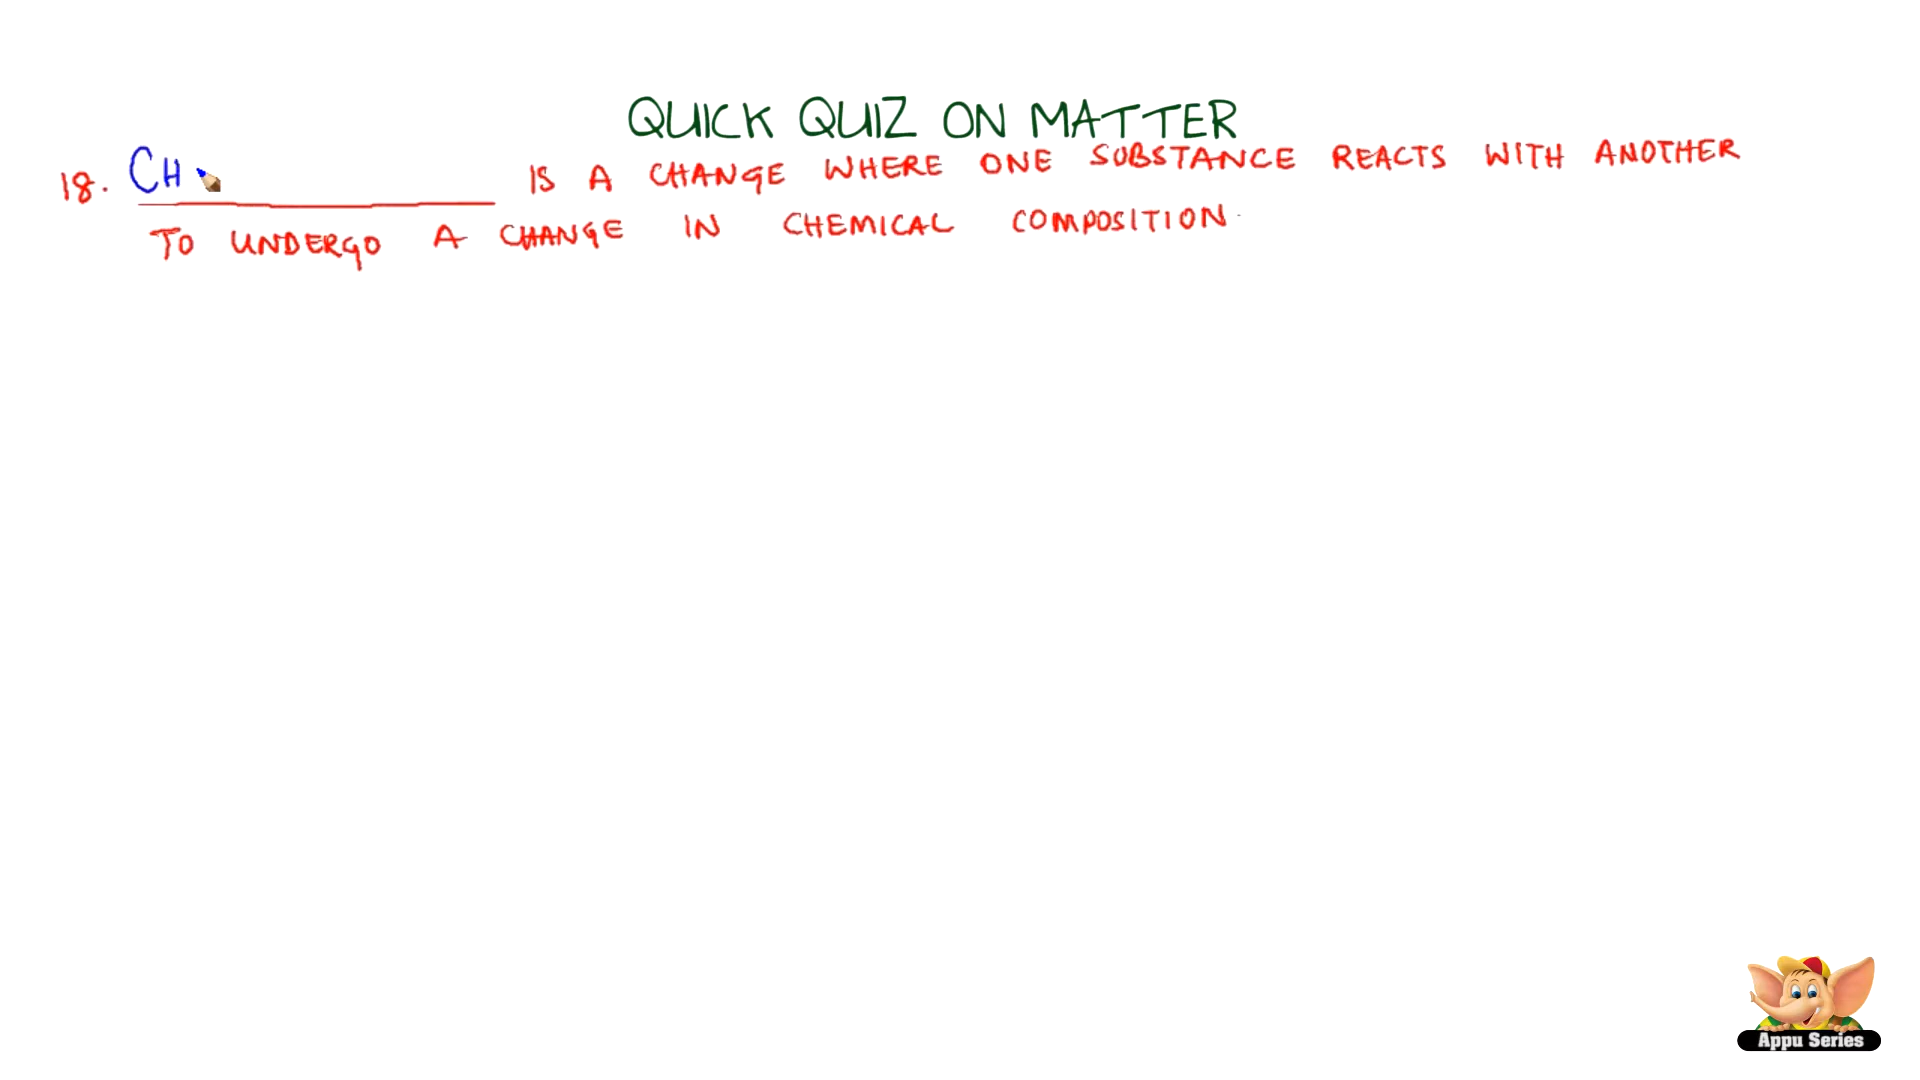 QUICK QUIZ ON MATTER
18. CH ____________ IS A CHANGE WHERE ONE SUBSTANCE REACTS WITH ANOTHER
TO UNDERGO A CHANGE IN CHEMICAL COMPOSITION.
Appu Series